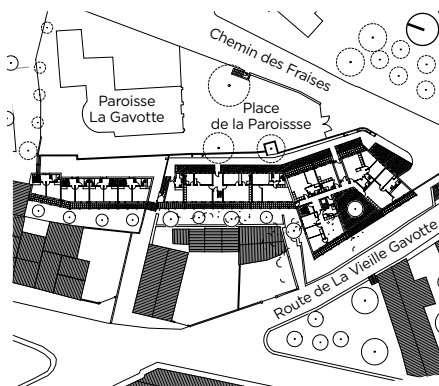 Chemin des Fraises
Paroisse
La Gavotte
Place
de la Paroissse
Route de La Vieille Gavotte